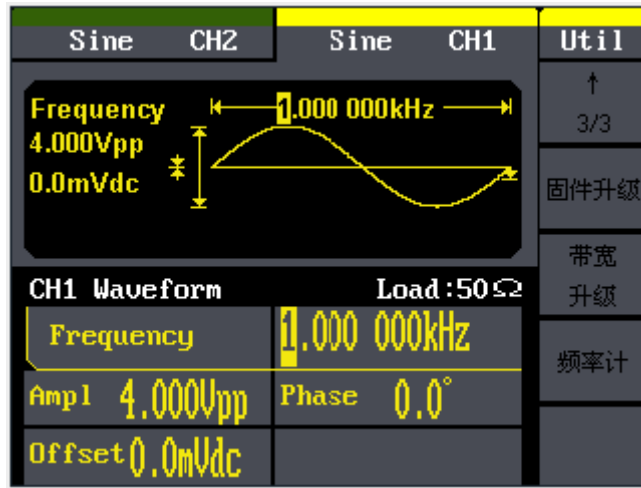 Sine CH2 Sine CH1 Util
↑
3/3
Frequency 1.000 000kHz
4.000Vpp
0.0mVdc
固件升级
带宽
升级
频率计
CH1 Waveform Load:50Ω
Frequency 1.000 000kHz
Ampl 4.000Vpp Phase 0.0°
Offset 0.0mVdc